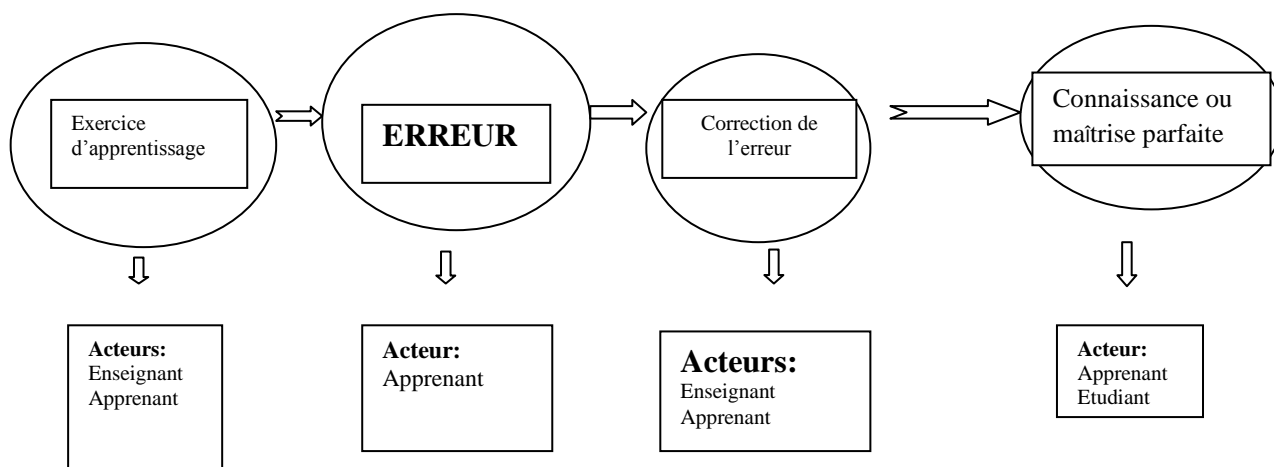 Exercice
d’apprentissage
ERREUR
Correction de
l’erreur
Connaissance ou
maîtrise parfaite
Acteurs:
Enseignant
Apprenant
Acteur:
Apprenant
Acteurs:
Enseignant
Apprenant
Acteur:
Apprenant
Etudiant